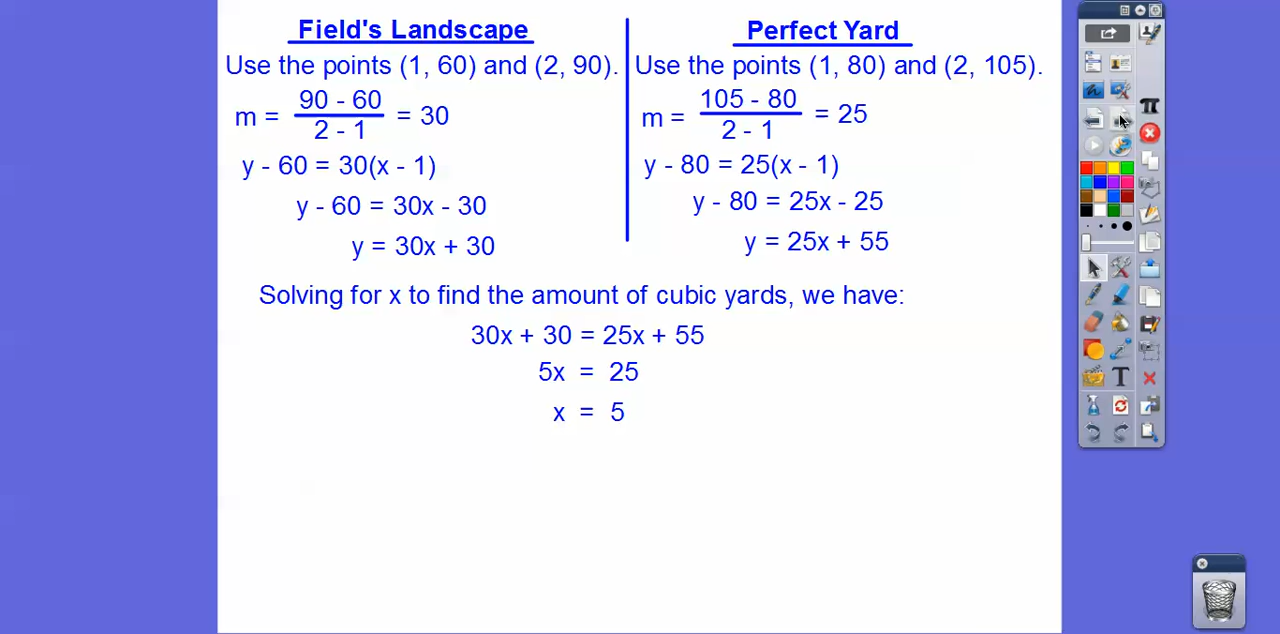 Field's Landscape
Use the points (1, 60) and (2, 90).
m = 90 - 60 / 2 - 1 = 30
y - 60 = 30(x - 1)
y - 60 = 30x - 30
y = 30x + 30
Perfect Yard
Use the points (1, 80) and (2, 105).
m = 105 - 80 / 2 - 1 = 25
y - 80 = 25(x - 1)
y - 80 = 25x - 25
y = 25x + 55
Solving for x to find the amount of cubic yards, we have:
30x + 30 = 25x + 55
5x = 25
x = 5
π
T